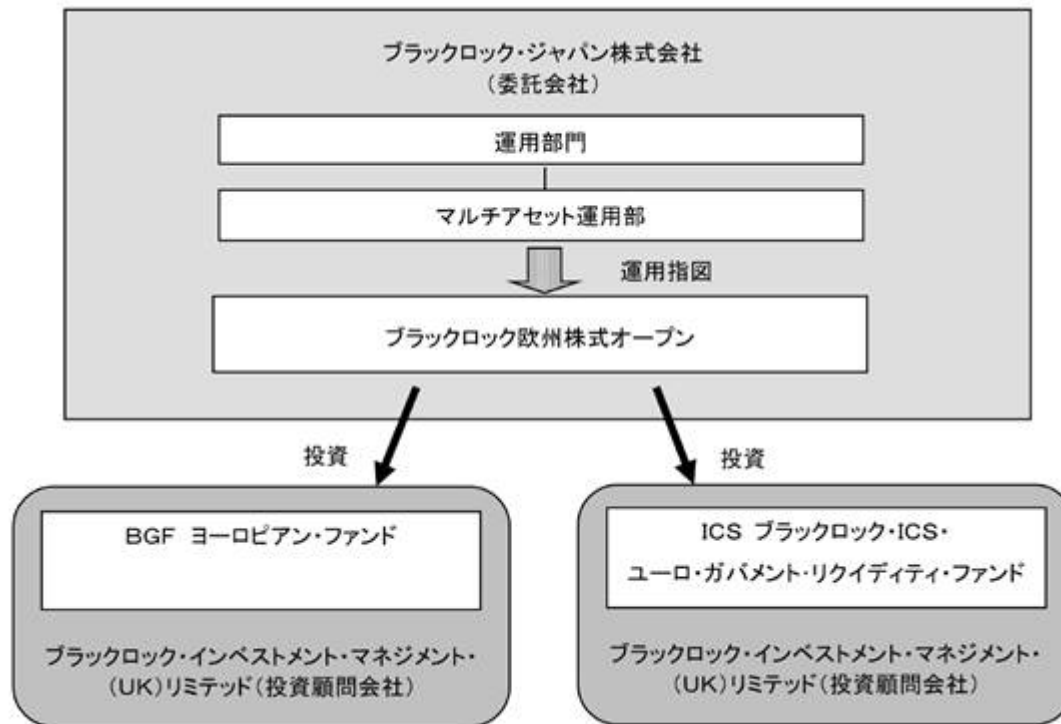 ブラックロック・ジャパン株式会社
（委託会社）
運用部門
マルチアセット運用部
運用指図
ブラックロック欧州株式オープン
投資
投資
BGF ヨーロピアン・ファンド
ブラックロック・インベストメント・マネジメント・
（UK）リミテッド（投資顧問会社）
ICS ブラックロック・ICS・
ユーロ・ガバメント・リクイディティ・ファンド
ブラックロック・インベストメント・マネジメント・
（UK）リミテッド（投資顧問会社）